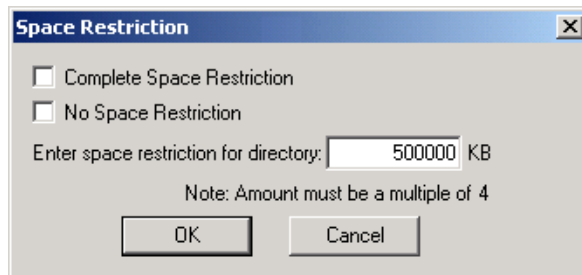 Space Restriction
Complete Space Restriction
No Space Restriction
Enter space restriction for directory: 500000 KB
Note: Amount must be a multiple of 4
OK Cancel